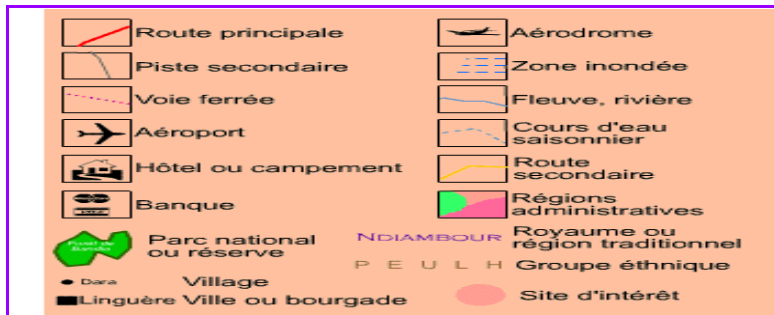 Route principale
Piste secondaire
Voie ferrée
Aéroport
Hôtel ou campement
Banque
Parc national
ou réserve
Dara Village
Linguère Ville ou bourgade
Aérodrome
Zone inondée
Fleuve, rivière
Cours d'eau
saisonnier
Route
secondaire
Régions
administratives
NDIAMBOUR Royaume ou
région traditionnel
PEULH Groupe éthnique
Site d'intérêt